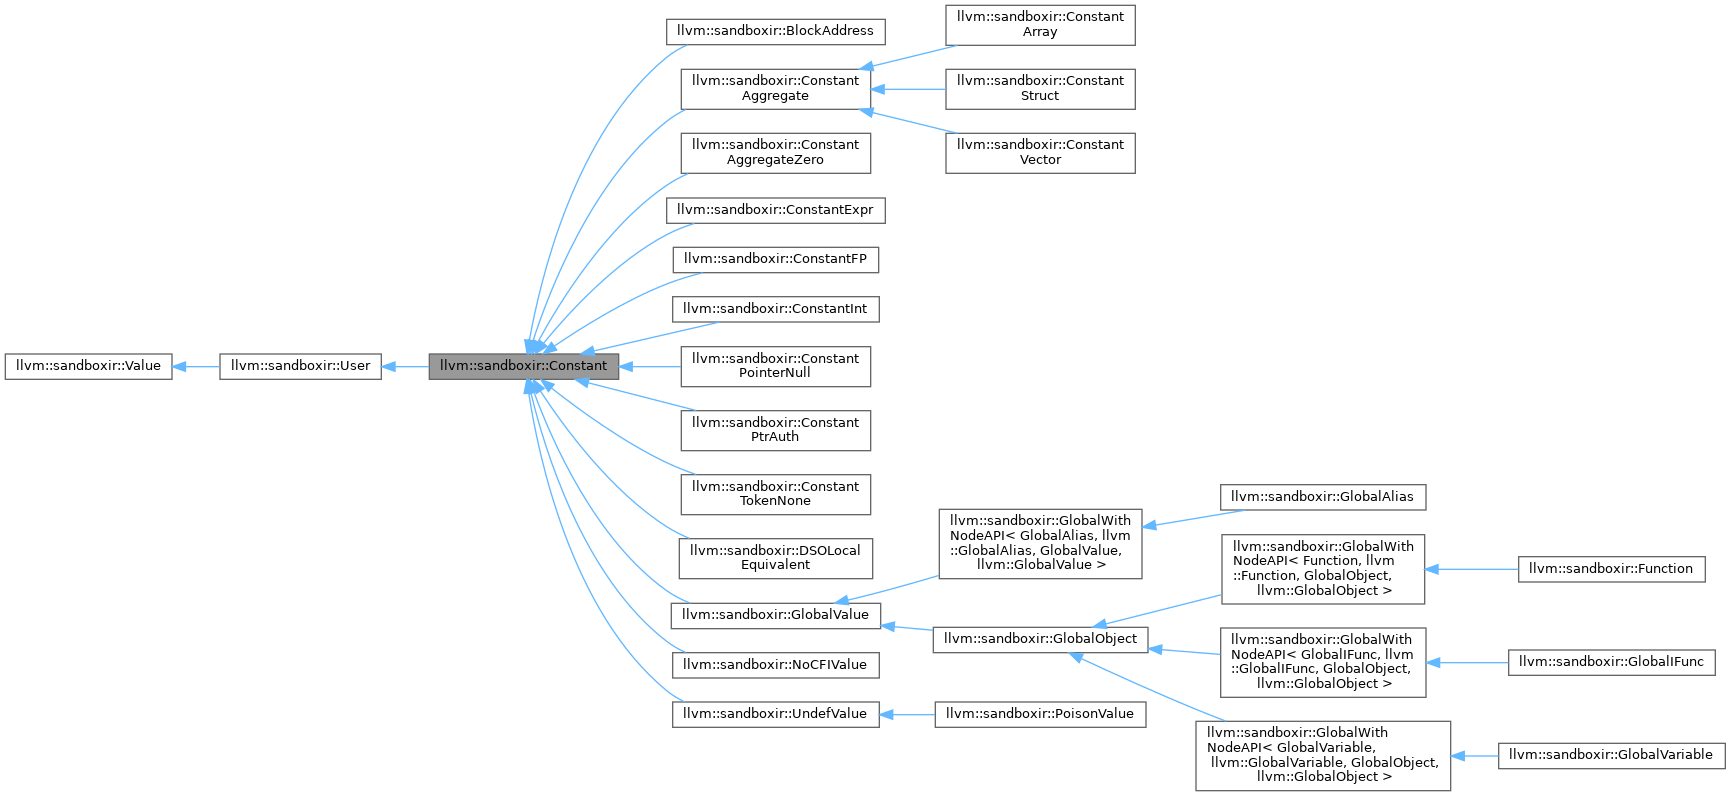 llvm::sandboxir::Value
llvm::sandboxir::User
llvm::sandboxir::Constant
llvm::sandboxir::BlockAddress
llvm::sandboxir::Constant
Aggregate
llvm::sandboxir::Constant
Array
llvm::sandboxir::Constant
Struct
llvm::sandboxir::Constant
Vector
llvm::sandboxir::Constant
AggregateZero
llvm::sandboxir::ConstantExpr
llvm::sandboxir::ConstantFP
llvm::sandboxir::ConstantInt
llvm::sandboxir::Constant
PointerNull
llvm::sandboxir::Constant
PtrAuth
llvm::sandboxir::Constant
TokenNone
llvm::sandboxir::DSOLocal
Equivalent
llvm::sandboxir::GlobalValue
llvm::sandboxir::GlobalWith
NodeAPI< GlobalAlias, llvm
::GlobalAlias, GlobalValue,
llvm::GlobalValue >
llvm::sandboxir::GlobalAlias
llvm::sandboxir::GlobalObject
llvm::sandboxir::GlobalWith
NodeAPI< Function, llvm
::Function, GlobalObject,
llvm::GlobalObject >
llvm::sandboxir::Function
llvm::sandboxir::GlobalWith
NodeAPI< GlobalIFunc, llvm
::GlobalIFunc, GlobalObject,
llvm::GlobalObject >
llvm::sandboxir::GlobalIFunc
llvm::sandboxir::GlobalWith
NodeAPI< GlobalVariable,
llvm::GlobalVariable, GlobalObject,
llvm::GlobalObject >
llvm::sandboxir::GlobalVariable
llvm::sandboxir::NoCFIValue
llvm::sandboxir::UndefValue
llvm::sandboxir::PoisonValue